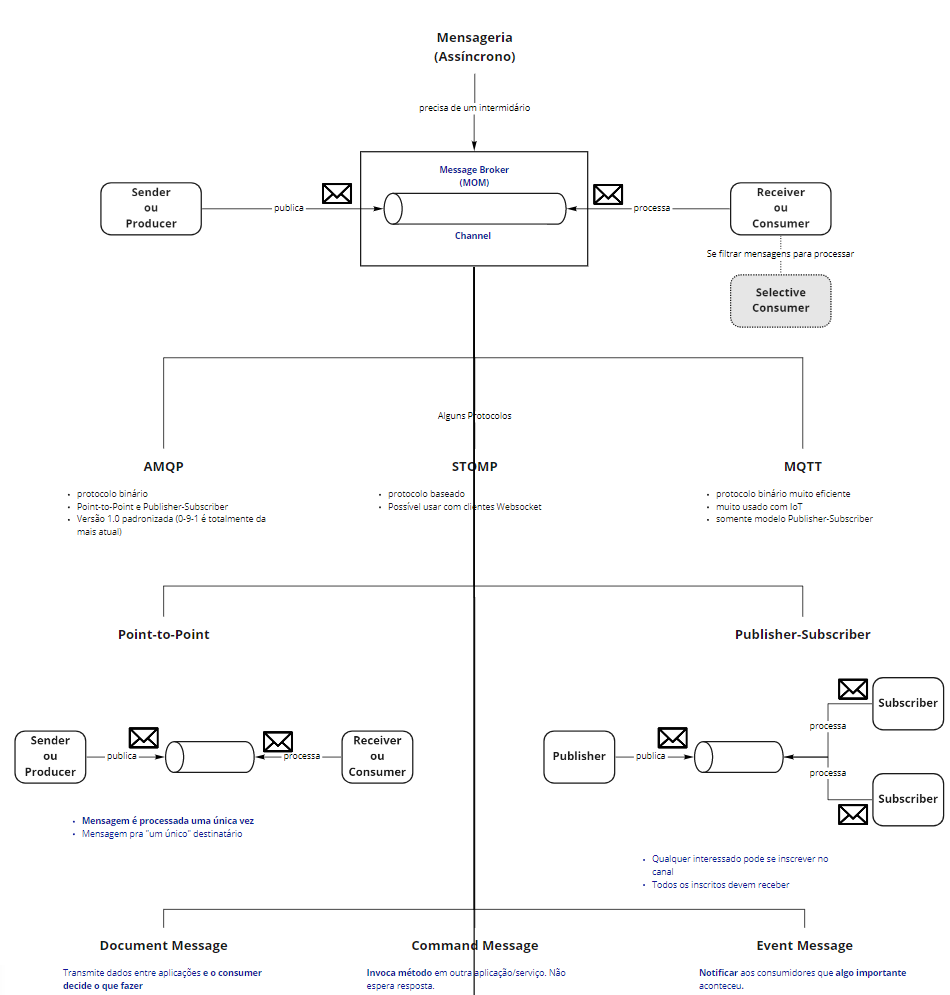 Mensageria
(Assíncrono)
precisa de um intermidário
Message Broker
(MOM)
Sender
ou
Producer
publica
processa
Receiver
ou
Consumer
Channel
Se filtrar mensagens para processar
Selective
Consumer
Alguns Protocolos
AMQP
protocolo binário
Point-to-Point e Publisher-Subscriber
Versão 1.0 padronizada (0-9-1 é totalmente da
mais atual)
STOMP
protocolo baseado
Possível usar com clientes Websocket
MQTT
protocolo binário muito eficiente
muito usado com IoT
somente modelo Publisher-Subscriber
Point-to-Point
Sender
ou
Producer
publica
processa
Receiver
ou
Consumer
Mensagem é processada uma única vez
Mensagem pra "um único" destinatário
Publisher-Subscriber
Publisher
publica
processa
Subscriber
processa
Subscriber
Qualquer interessado pode se inscrever no
canal
Todos os inscritos devem receber
Document Message
Transmite dados entre aplicações e o consumer
decide o que fazer
Command Message
Invoca método em outra aplicação/serviço. Não
espera resposta.
Event Message
Notificar aos consumidores que algo importante
aconteceu.